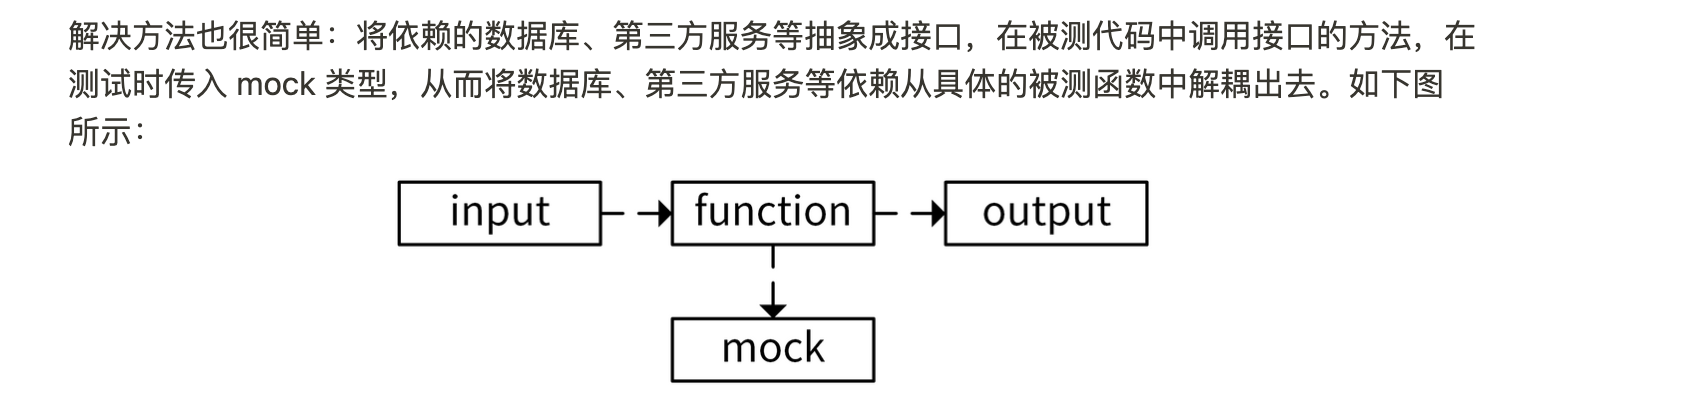 解决方法也很简单：将依赖的数据库、第三方服务等抽象成接口，在被测代码中调用接口的方法，在
测试时传入 mock 类型，从而将数据库、第三方服务等依赖从具体的被测函数中解耦出去。如下图
所示：
input
function
output
mock